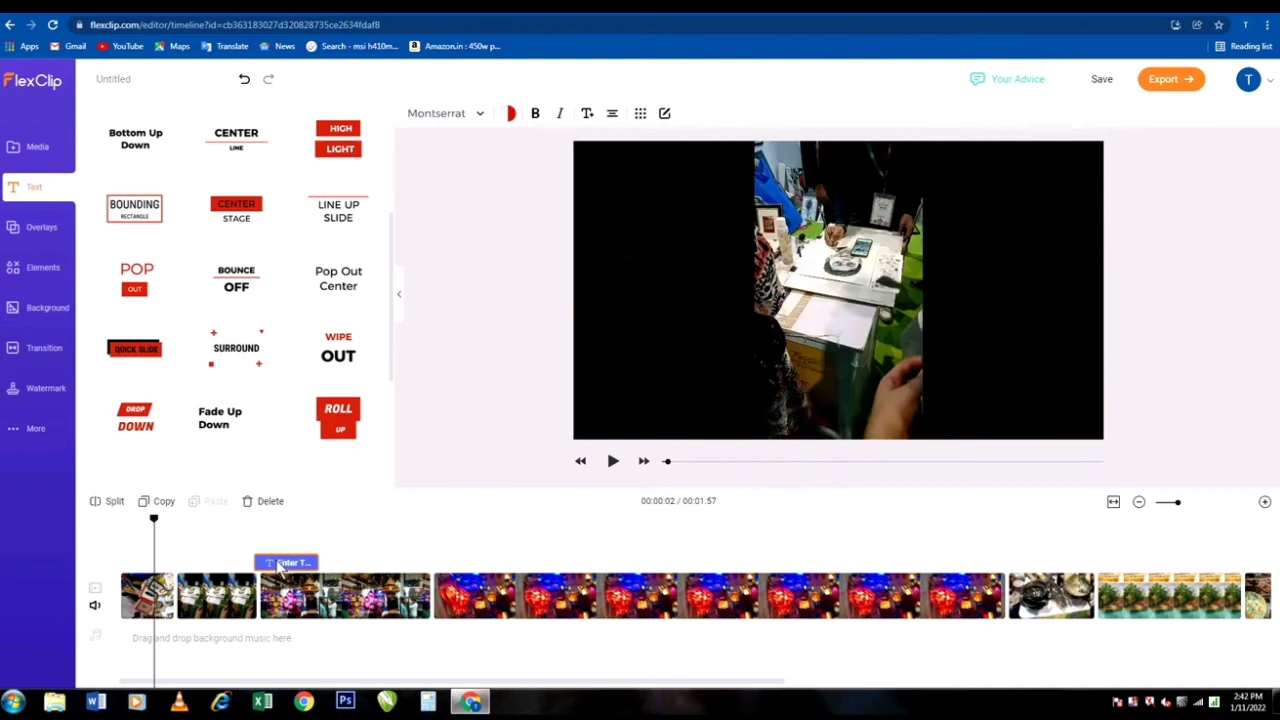 flexclip.com/editor/timeline?id=cb363183027d320828735ce2634fdaf8
T
Apps Gmail YouTube Maps Translate News Search - msi h410m... Amazon.in : 450w p... Reading list
FlexClip Untitled Your Advice Save Export → T
Media
Text
Overlays
Elements
Background
Transition
Watermark
More
Bottom Up
Down
CENTER
LINE
HIGH
LIGHT
BOUNDING
RECTANGLE
CENTER
STAGE
LINE UP
SLIDE
POP
OUT
BOUNCE
OFF
Pop Out
Center
QUICK SLIDE
SURROUND
WIPE
OUT
DROP
DOWN
Fade Up
Down
ROLL
UP
Montserrat B I T
Split Copy Paste Delete 00:00:02 / 00:01:57
T Enter T...
Drag and drop background music here.
2:42 PM
1/11/2022